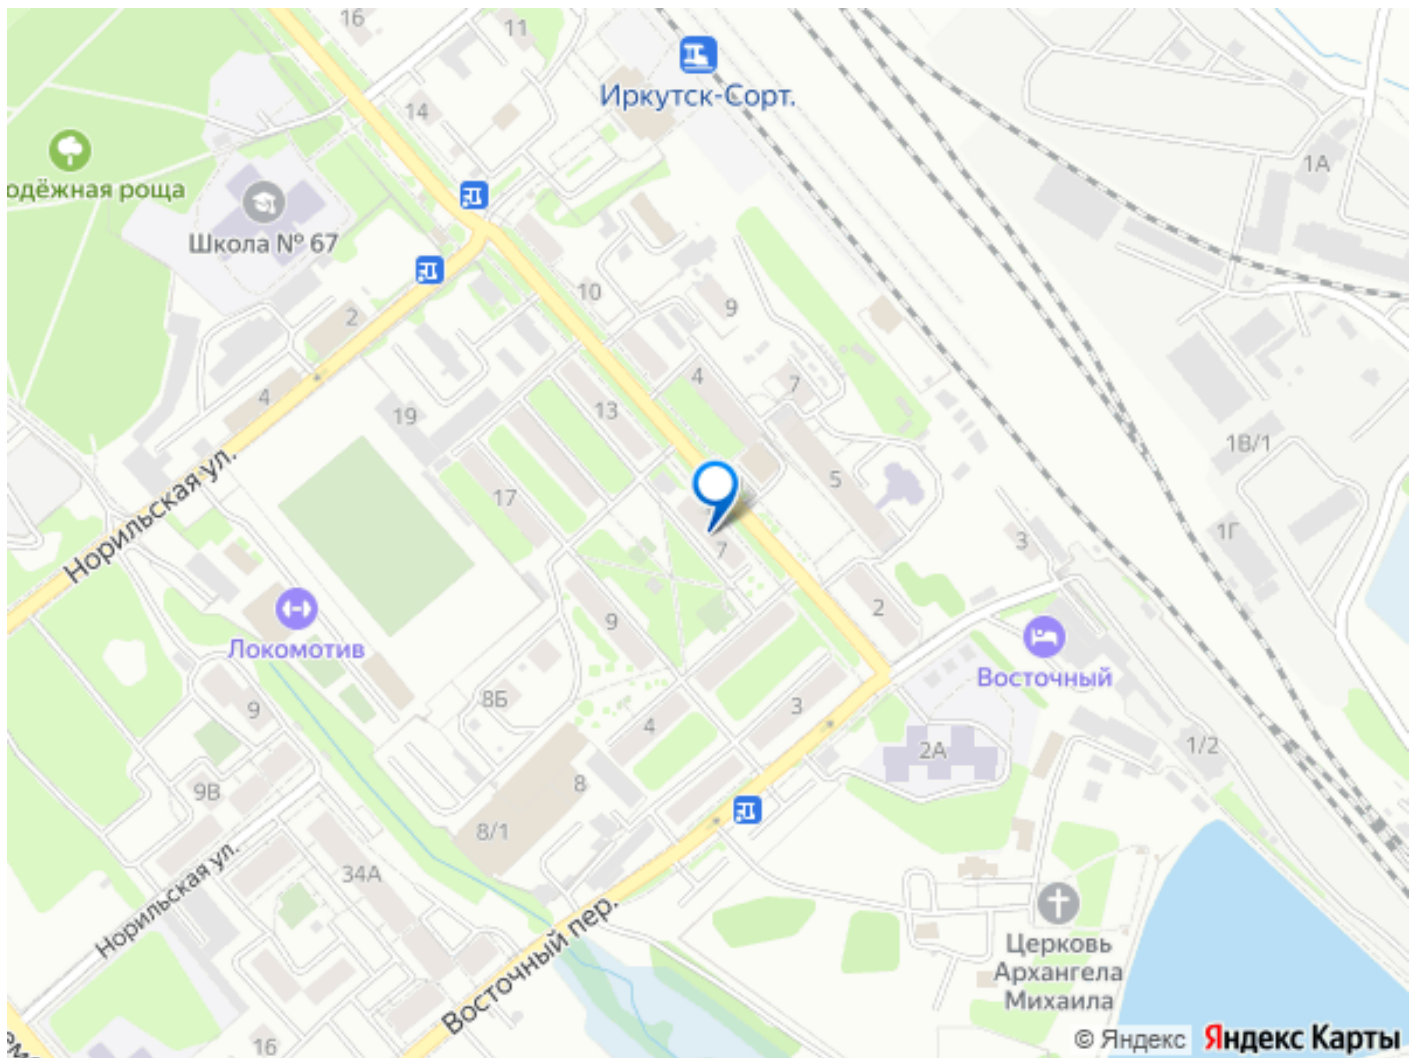 16
11
Иркутск-Сорт.
14
1А
одёжная роща
Школа № 67
10
9
2
4
7
4
13
19
1В/1
5
17
Норильская ул.
1Г
3
7
2
9
Локомотив
Восточный
8Б
9
3
4
1/2
2А
8
9В
8/1
34А
Норильская ул.
Восточный пер.
Церковь
Архангела
Михаила
16
© Яндекс Яндекс Карты